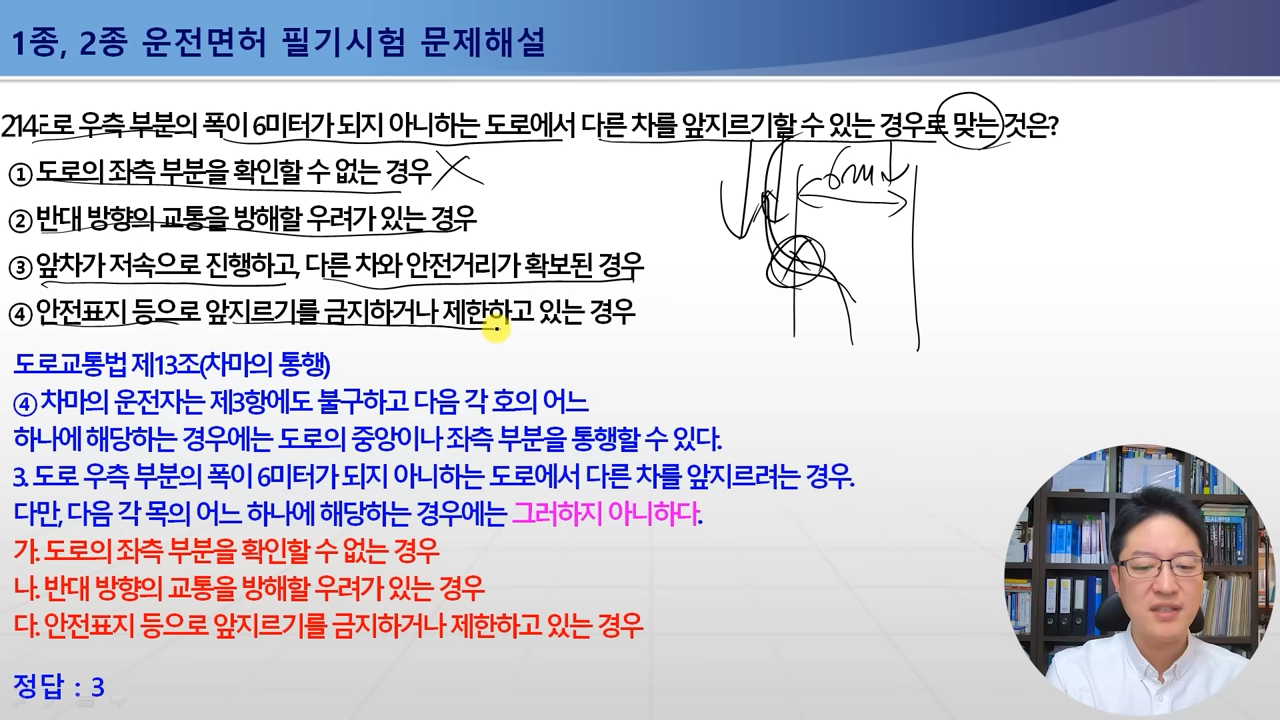 1종, 2종 운전면허 필기시험 문제해설
214도로 우측 부분의 폭이 6미터가 되지 아니하는 도로에서 다른 차를 앞지르기할 수 있는 경우로 맞는 것은?
① 도로의 좌측 부분을 확인할 수 없는 경우
② 반대 방향의 교통을 방해할 우려가 있는 경우
③ 앞차가 저속으로 진행하고, 다른 차와 안전거리가 확보된 경우
④ 안전표지 등으로 앞지르기를 금지하거나 제한하고 있는 경우
도로교통법 제13조(차마의 통행)
④ 차마의 운전자는 제3항에도 불구하고 다음 각 호의 어느
하나에 해당하는 경우에는 도로의 중앙이나 좌측 부분을 통행할 수 있다.
3. 도로 우측 부분의 폭이 6미터가 되지 아니하는 도로에서 다른 차를 앞지르려는 경우.
다만, 다음 각 목의 어느 하나에 해당하는 경우에는 그러하지 아니하다.
가. 도로의 좌측 부분을 확인할 수 없는 경우
나. 반대 방향의 교통을 방해할 우려가 있는 경우
다. 안전표지 등으로 앞지르기를 금지하거나 제한하고 있는 경우
정답 : 3